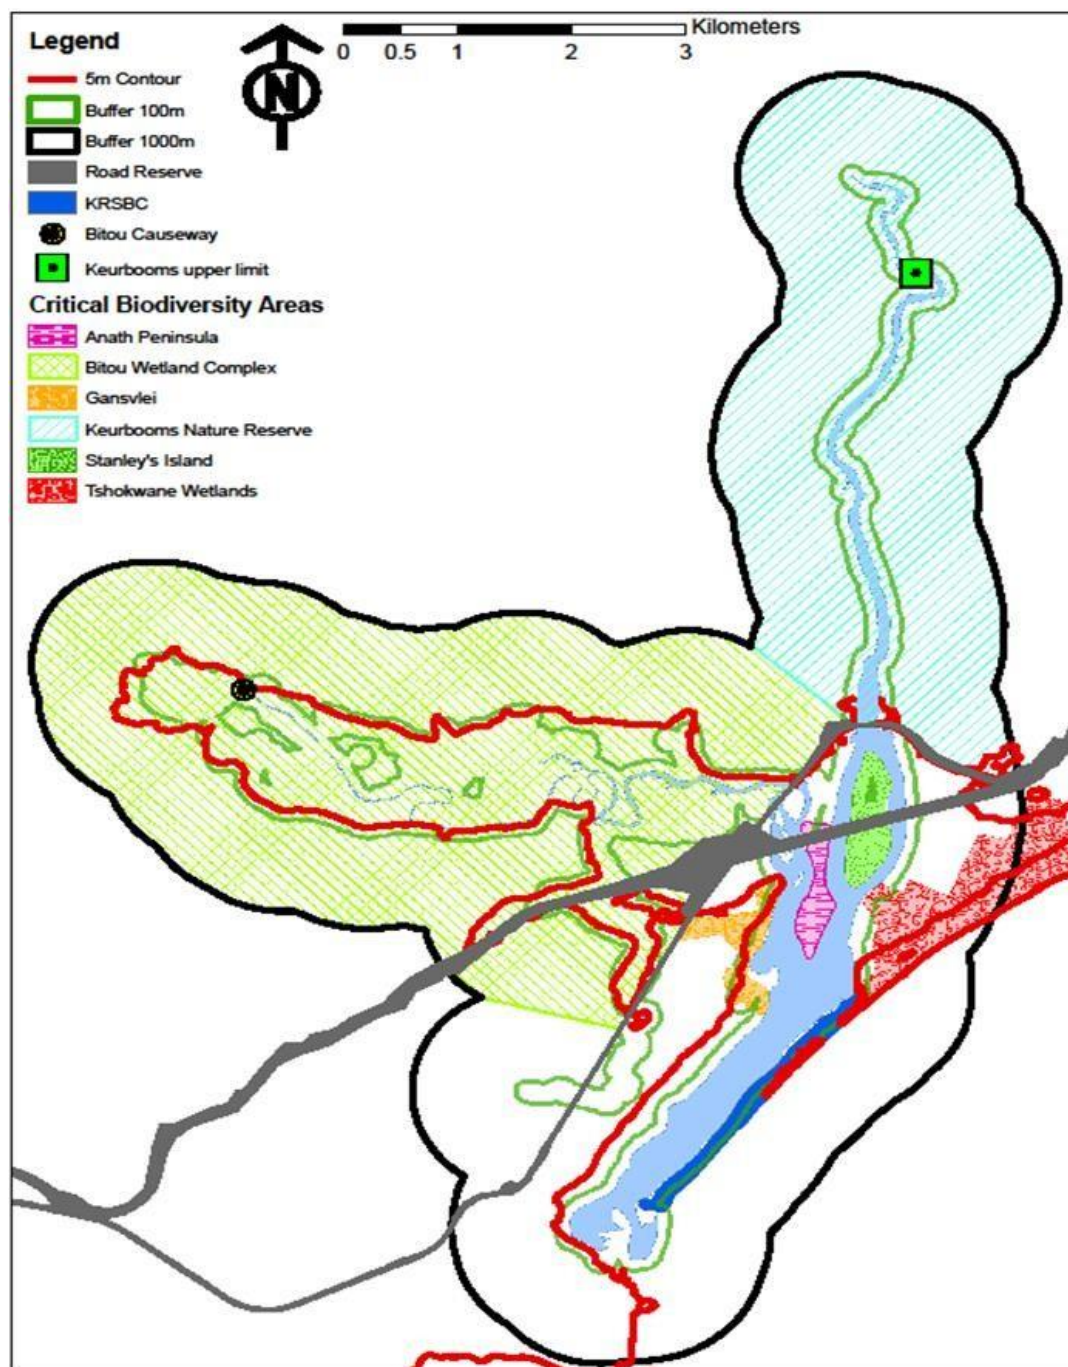 Legend
5m Contour
Buffer 100m
Buffer 1000m
Road Reserve
KRSBC
Bitou Causeway
Keurbooms upper limit
Critical Biodiversity Areas
Anath Peninsula
Bitou Wetland Complex
Gansvlei
Keurbooms Nature Reserve
Stanley's Island
Tshokwane Wetlands
N
Kilometers
0 0.5 1 2 3